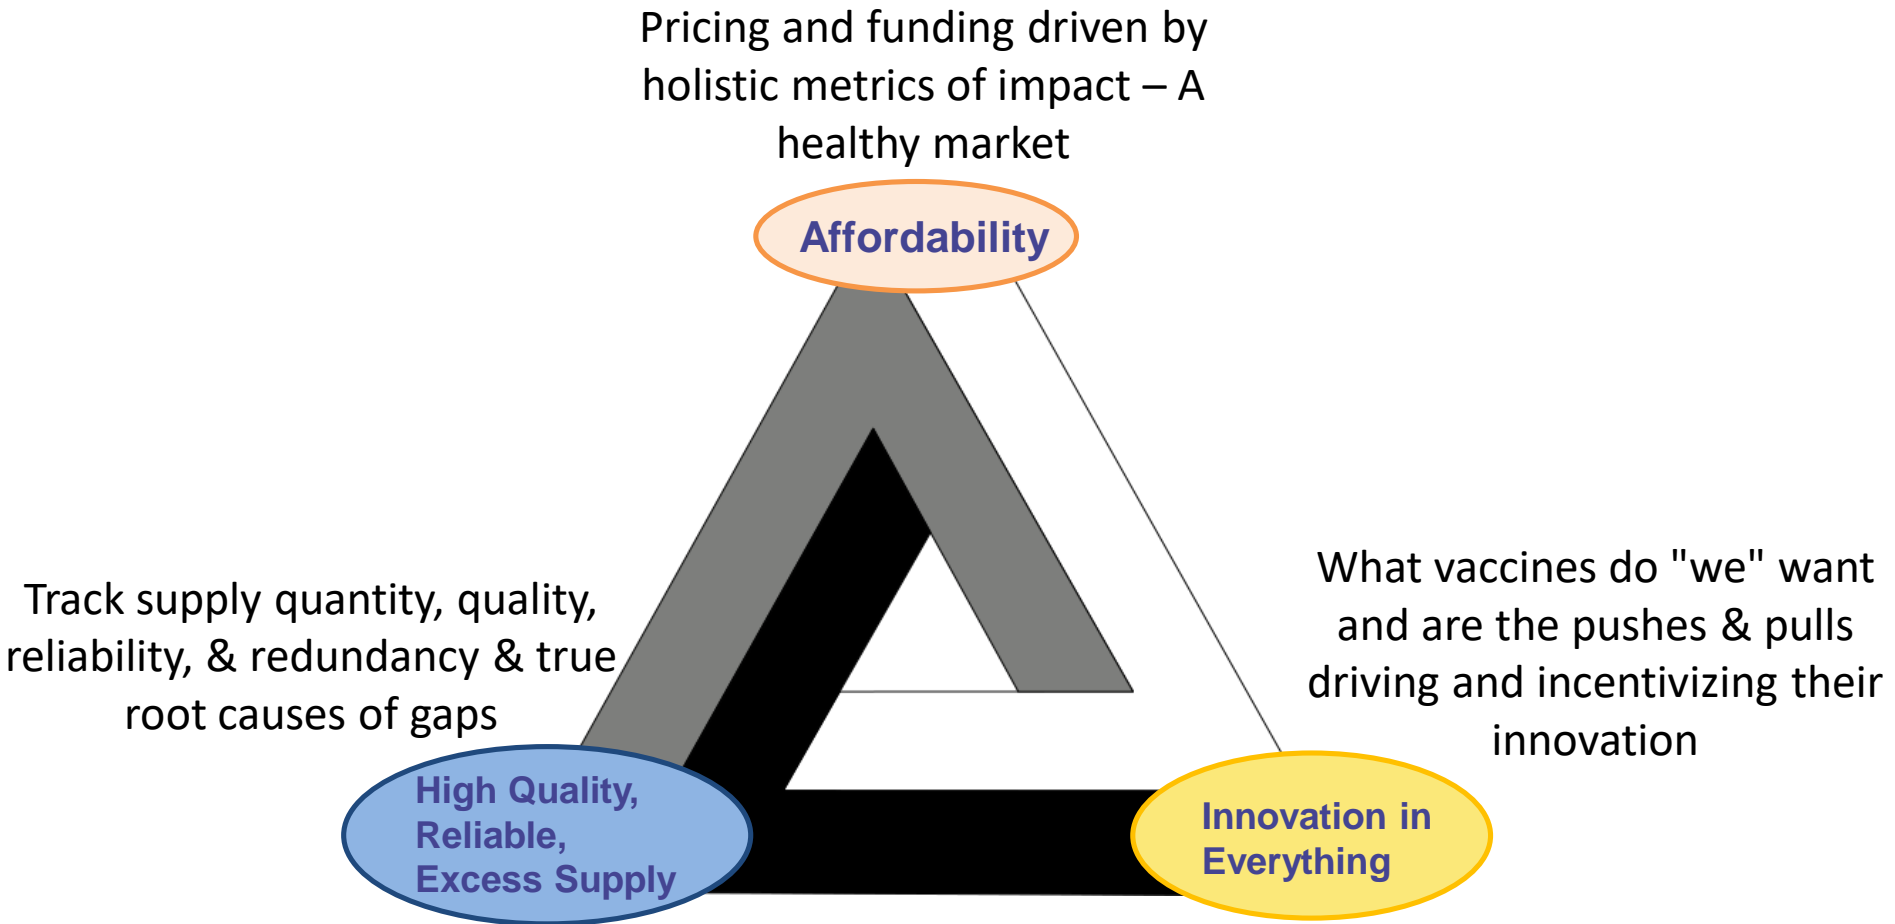 Pricing and funding driven by
holistic metrics of impact – A
healthy market
Affordability
Track supply quantity, quality,
reliability, & redundancy & true
root causes of gaps
What vaccines do "we" want
and are the pushes & pulls
driving and incentivizing their
innovation
High Quality,
Reliable,
Excess Supply
Innovation in
Everything